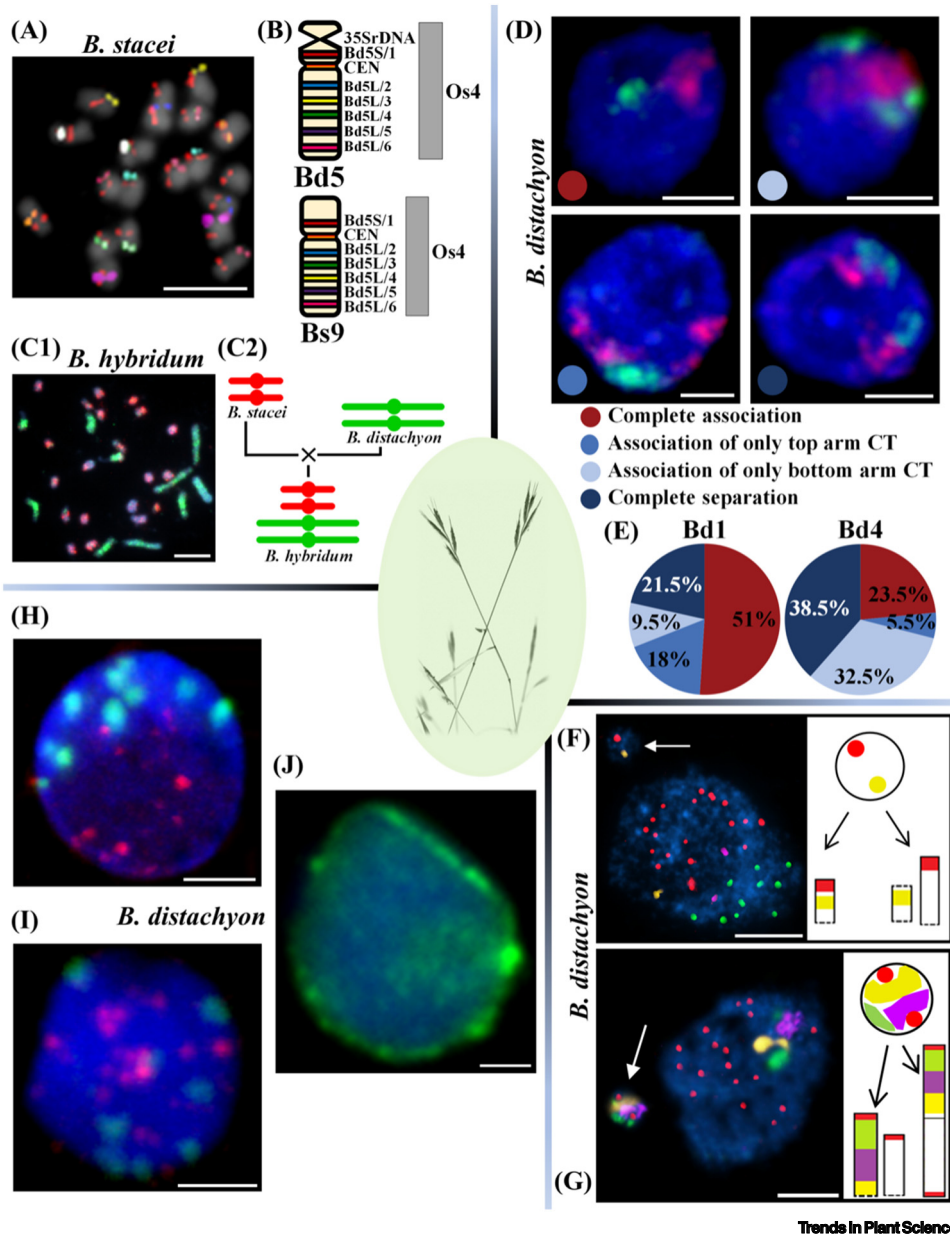 (A)
B. stacei
(B)
35SrDNA
Bd5S/1
CEN
Bd5L/2
Bd5L/3
Bd5L/4
Bd5L/5
Bd5L/6
Bd5
Os4
Bd5S/1
CEN
Bd5L/2
Bd5L/3
Bd5L/4
Bd5L/5
Bd5L/6
Bs9
Os4
(C1)
B. hybridum
(C2)
B. stacei
B. distachyon
×
B. hybridum
(D)
B. distachyon
Complete association
Association of only top arm CT
Association of only bottom arm CT
Complete separation
(E)
Bd1
21.5%
9.5%
18%
51%
Bd4
38.5%
23.5%
5.5%
32.5%
(H)
(I)
B. distachyon
(J)
(F)
B. distachyon
(G)
Trends in Plant Scienc